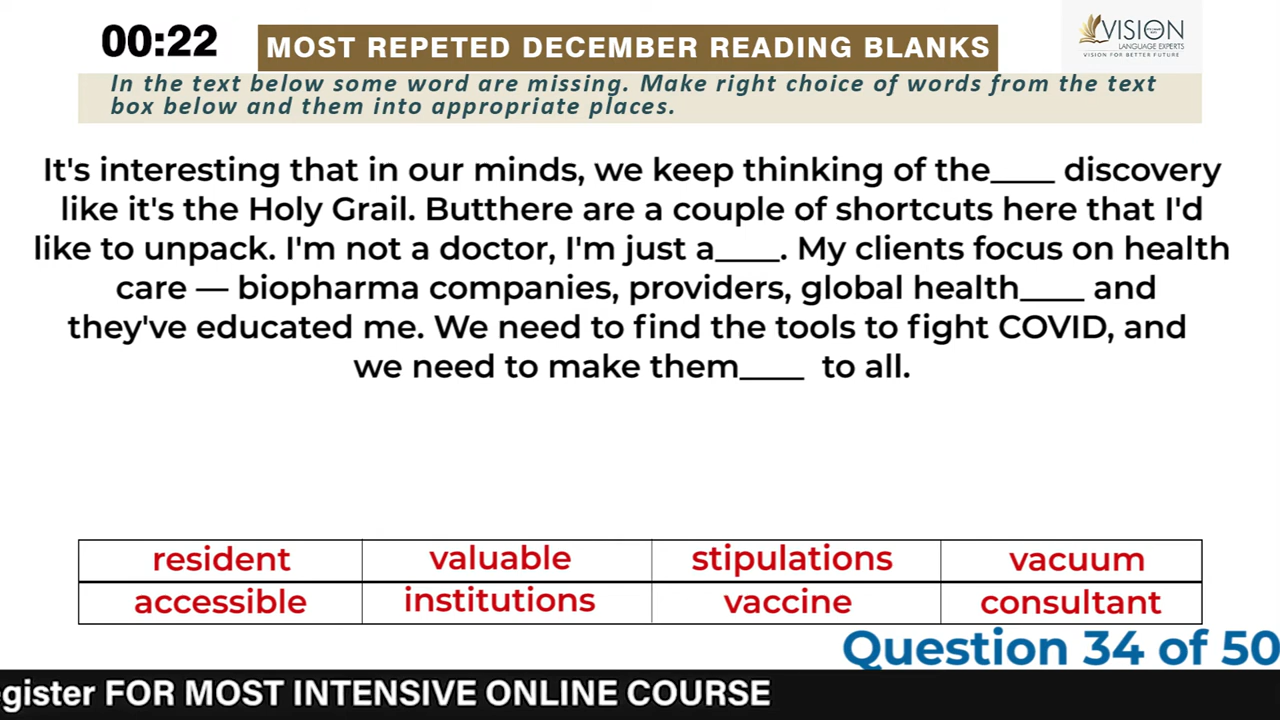 00:22
MOST REPETED DECEMBER READING BLANKS
VISION
LANGUAGE EXPERTS
VISION FOR BETTER FUTURE
In the text below some word are missing. Make right choice of words from the text
box below and them into appropriate places.
It's interesting that in our minds, we keep thinking of the____ discovery
like it's the Holy Grail. Butthere are a couple of shortcuts here that I'd
like to unpack. I'm not a doctor, I'm just a____. My clients focus on health
care — biopharma companies, providers, global health____ and
they've educated me. We need to find the tools to fight COVID, and
we need to make them____ to all.
resident valuable stipulations vacuum
accessible institutions vaccine consultant
Question 34 of 50
egister FOR MOST INTENSIVE ONLINE COURSE